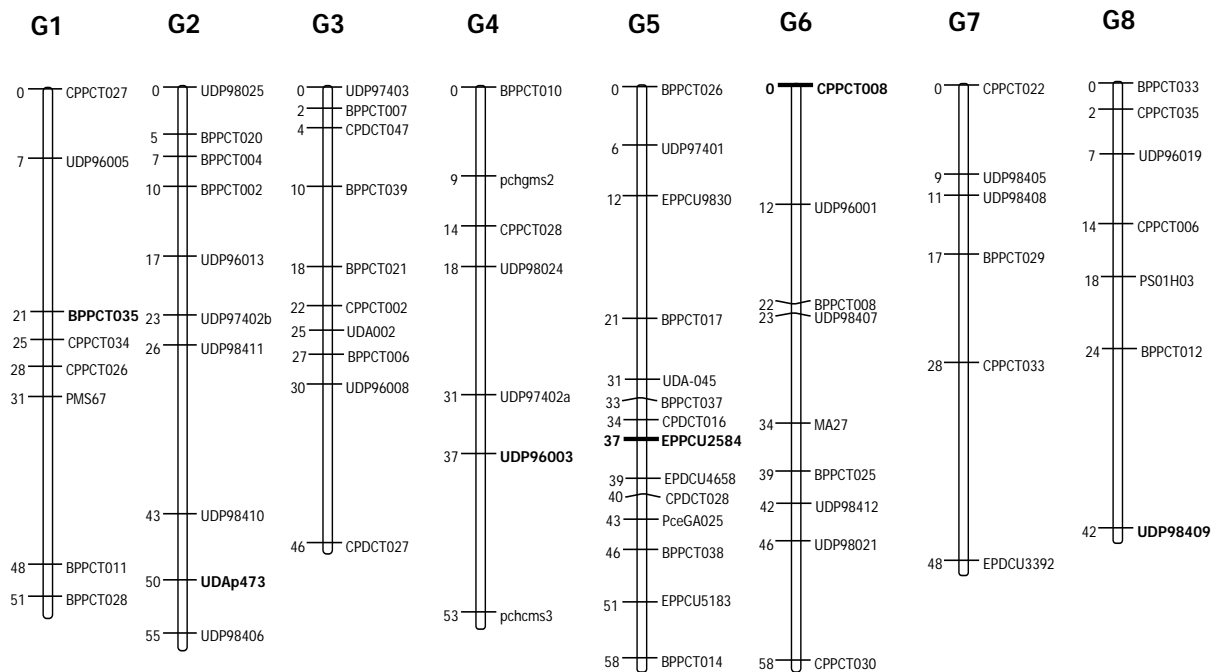 G1
0 CPPCT027
7 UDP96005
21 BPPCT035
25 CPPCT034
28 CPPCT026
31 PMS67
48 BPPCT011
51 BPPCT028
G2
0 UDP98025
5 BPPCT020
7 BPPCT004
10 BPPCT002
17 UDP96013
23 UDP97402b
26 UDP98411
43 UDP98410
50 UDAp473
55 UDP98406
G3
0 UDP97403
2 BPPCT007
4 CPDCT047
10 BPPCT039
18 BPPCT021
22 CPPCT002
25 UDA002
27 BPPCT006
30 UDP96008
46 CPDCT027
G4
0 BPPCT010
9 pchgms2
14 CPPCT028
18 UDP98024
31 UDP97402a
37 UDP96003
53 pchcms3
G5
0 BPPCT026
6 UDP97401
12 EPPCU9830
21 BPPCT017
31 UDA-045
33 BPPCT037
34 CPDCT016
37 EPPCU2584
39 EPDCU4658
40 CPDCT028
43 PceGA025
46 BPPCT038
51 EPPCU5183
58 BPPCT014
G6
0 CPPCT008
12 UDP96001
22 BPPCT008
23 UDP98407
34 MA27
39 BPPCT025
42 UDP98412
46 UDP98021
58 CPPCT030
G7
0 CPPCT022
9 UDP98405
11 UDP98408
17 BPPCT029
28 CPPCT033
48 EPDCU3392
G8
0 BPPCT033
2 CPPCT035
7 UDP96019
14 CPPCT006
18 PS01H03
24 BPPCT012
42 UDP98409